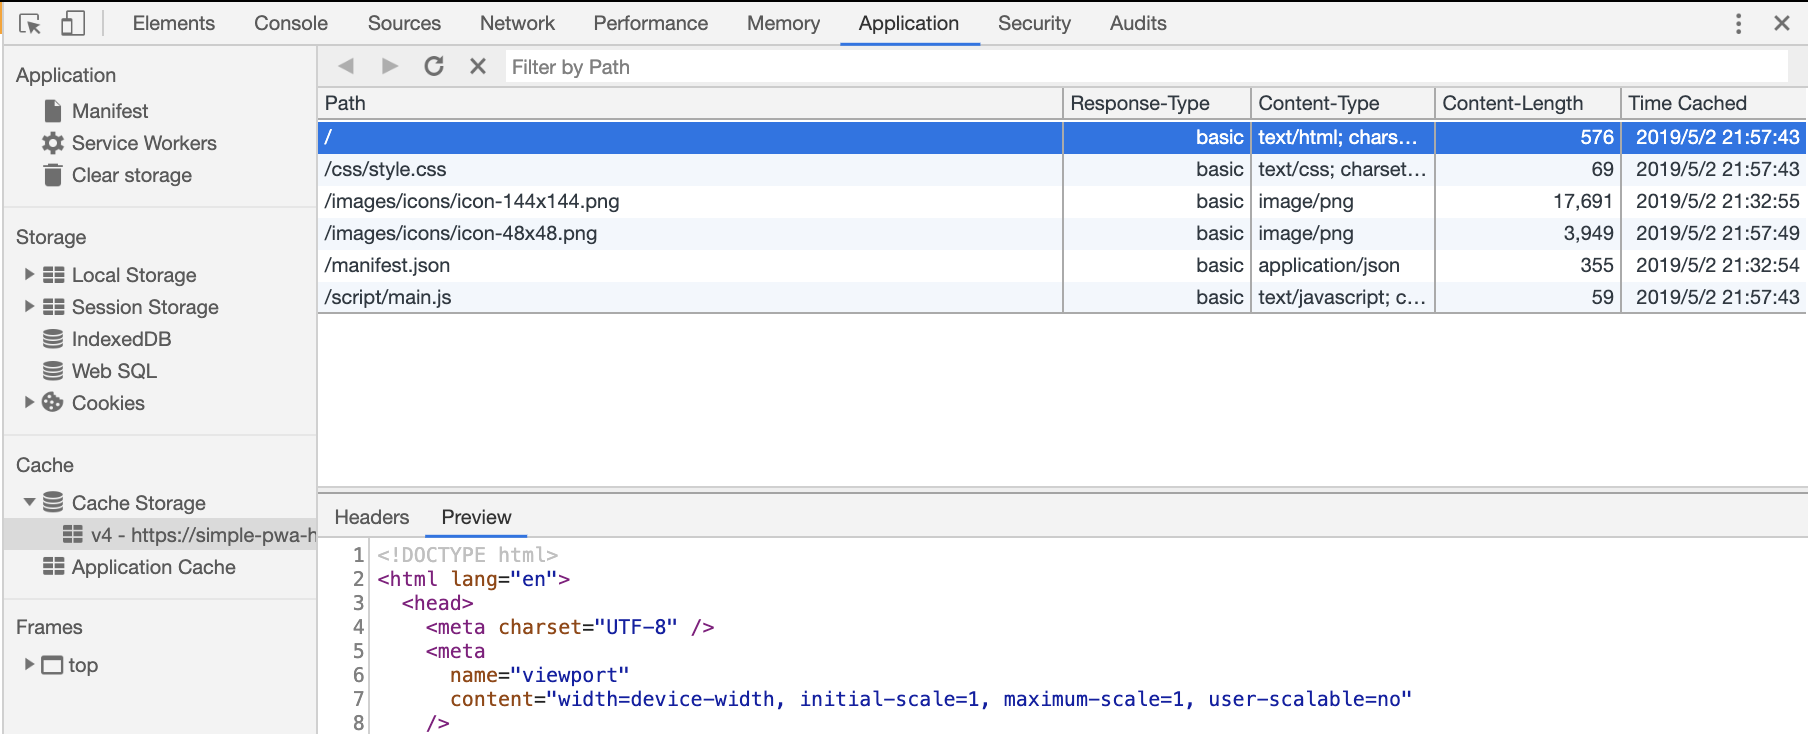 Elements Console Sources Network Performance Memory Application Security Audits
Application
Manifest
Service Workers
Clear storage
Storage
Local Storage
Session Storage
IndexedDB
Web SQL
Cookies
Cache
Cache Storage
v4 - https://simple-pwa-h
Application Cache
Frames
top
Filter by Path
Path Response-Type Content-Type Content-Length Time Cached
/ basic text/html; chars... 576 2019/5/2 21:57:43
/css/style.css basic text/css; charset... 69 2019/5/2 21:57:43
/images/icons/icon-144x144.png basic image/png 17,691 2019/5/2 21:32:55
/images/icons/icon-48x48.png basic image/png 3,949 2019/5/2 21:57:49
/manifest.json basic application/json 355 2019/5/2 21:32:54
/script/main.js basic text/javascript; c... 59 2019/5/2 21:57:43
Headers Preview
1 <!DOCTYPE html>
2 <html lang="en">
3 <head>
4 <meta charset="UTF-8" />
5 <meta
6 name="viewport"
7 content="width=device-width, initial-scale=1, maximum-scale=1, user-scalable=no"
8 />